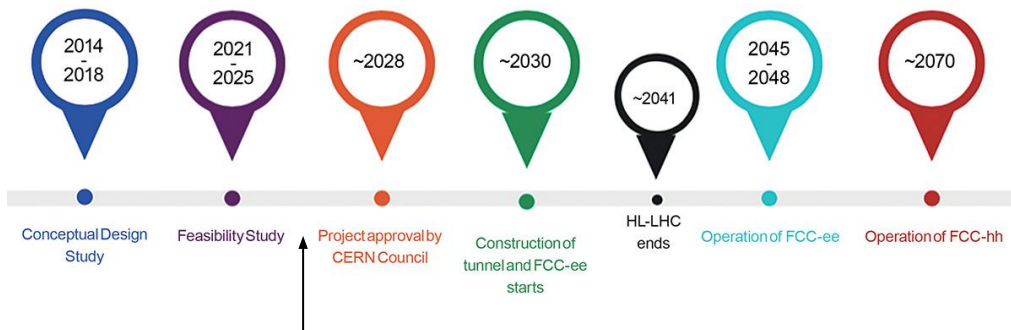 2014
-
2018
2021
-
2025
~2028
~2030
~2041
2045
-
2048
~2070
Conceptual Design
Study
Feasibility Study
Project approval by
CERN Council
Construction of
tunnel and FCC-ee
starts
HL-LHC
ends
Operation of FCC-ee
Operation of FCC-hh